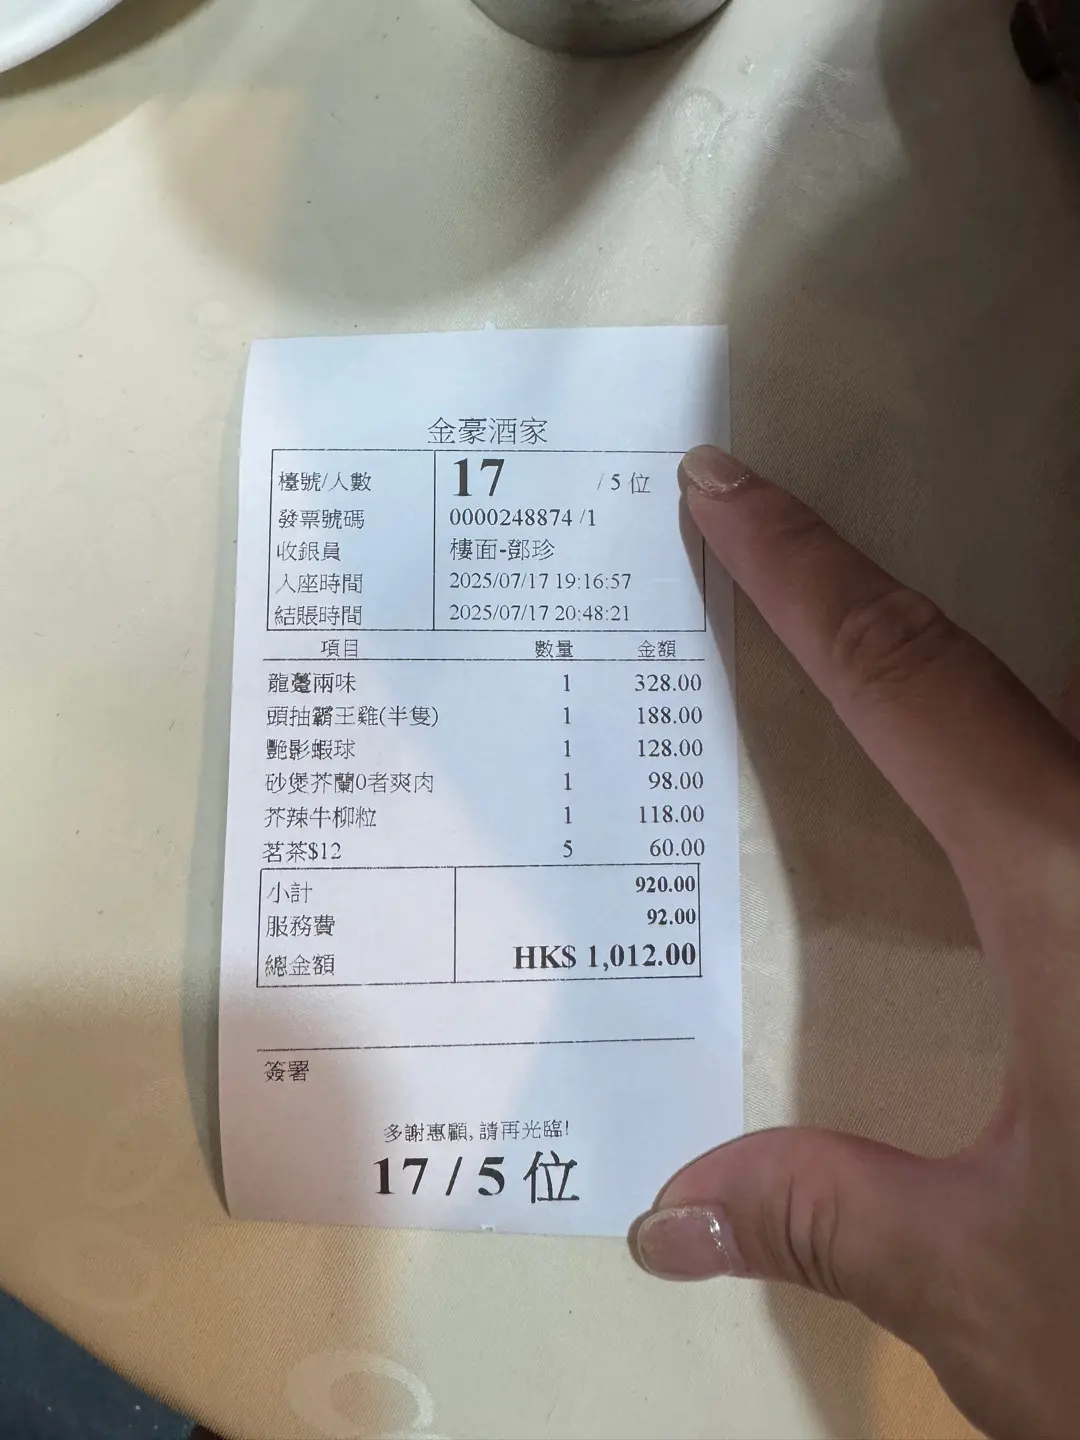 金豪酒家
檯號/人數 17 / 5 位
發票號碼 0000248874 /1
收銀員 樓面-鄧珍
入座時間 2025/07/17 19:16:57
結賬時間 2025/07/17 20:48:21
項目 數量 金額
龍躉兩味 1 328.00
頭抽霸王雞(半隻) 1 188.00
艷影蝦球 1 128.00
砂煲芥蘭0者爽肉 1 98.00
芥辣牛柳粒 1 118.00
茗茶$12 5 60.00
小計 920.00
服務費 92.00
總金額 HK$ 1,012.00
簽署
多謝惠顧, 請再光臨!
17 / 5 位